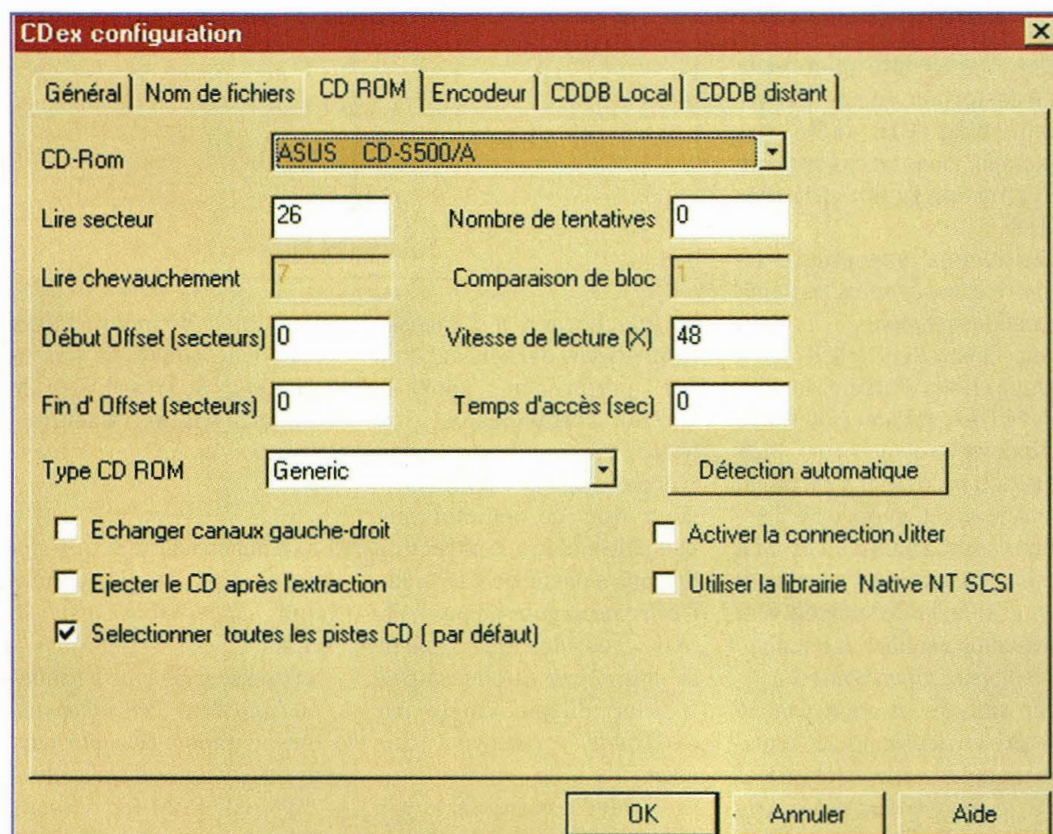 CDex configuration
Général Nom de fichiers CD ROM Encodeur CDDB Local CDDB distant
CD-Rom ASUS CD-S500/A
Lire secteur 26 Nombre de tentatives 0
Lire chevauchement 7 Comparaison de bloc 1
Début Offset (secteurs) 0 Vitesse de lecture (X) 48
Fin d' Offset (secteurs) 0 Temps d'accès (sec) 0
Type CD ROM Generic Détection automatique
Echanger canaux gauche-droit Activer la connection Jitter
Ejecter le CD après l'extraction Utiliser la librairie Native NT SCSI
Selectionner toutes les pistes CD ( par défaut)
OK Annuler Aide